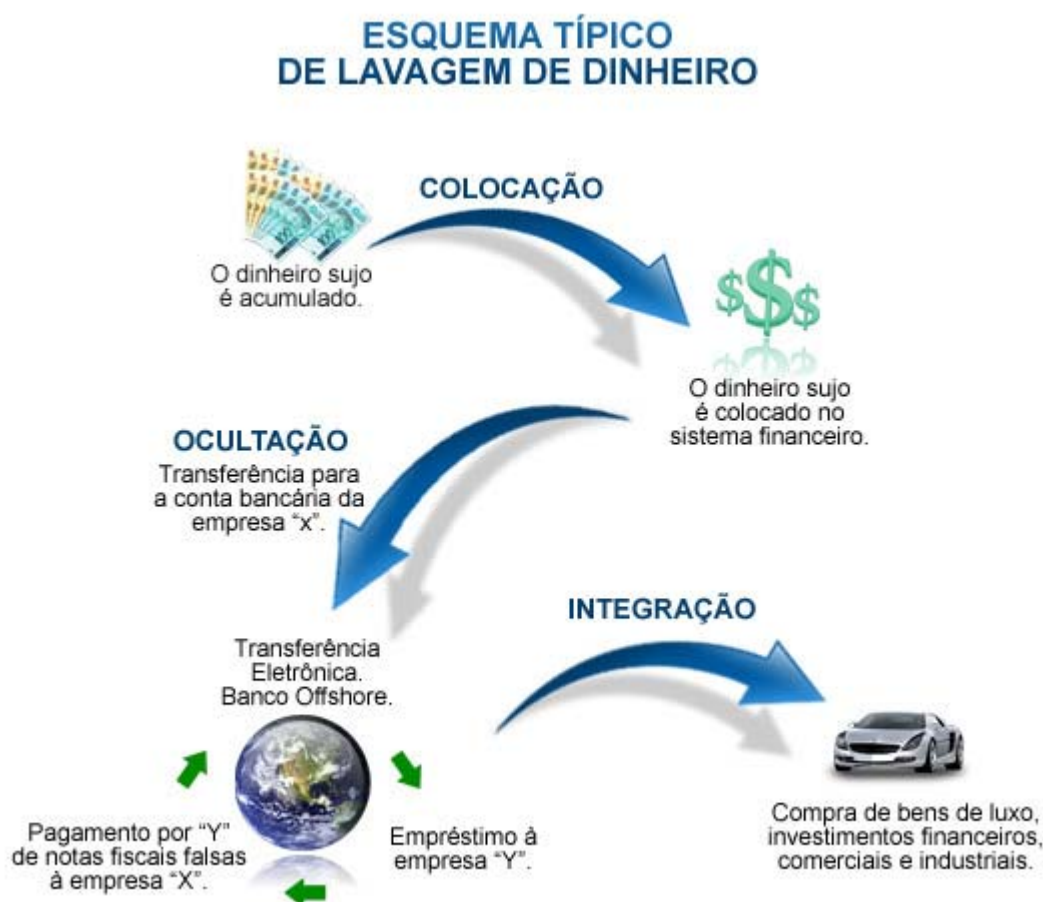 ESQUEMA TÍPICO
DE LAVAGEM DE DINHEIRO
COLOCAÇÃO
O dinheiro sujo
é acumulado.
O dinheiro sujo
é colocado no
sistema financeiro.
OCULTAÇÃO
Transferência para
a conta bancária da
empresa “x”.
INTEGRAÇÃO
Transferência
Eletrônica.
Banco Offshore.
Empréstimo à
empresa “Y”.
Pagamento por “Y”
de notas fiscais falsas
à empresa “X”.
Compra de bens de luxo,
investimentos financeiros,
comerciais e industriais.